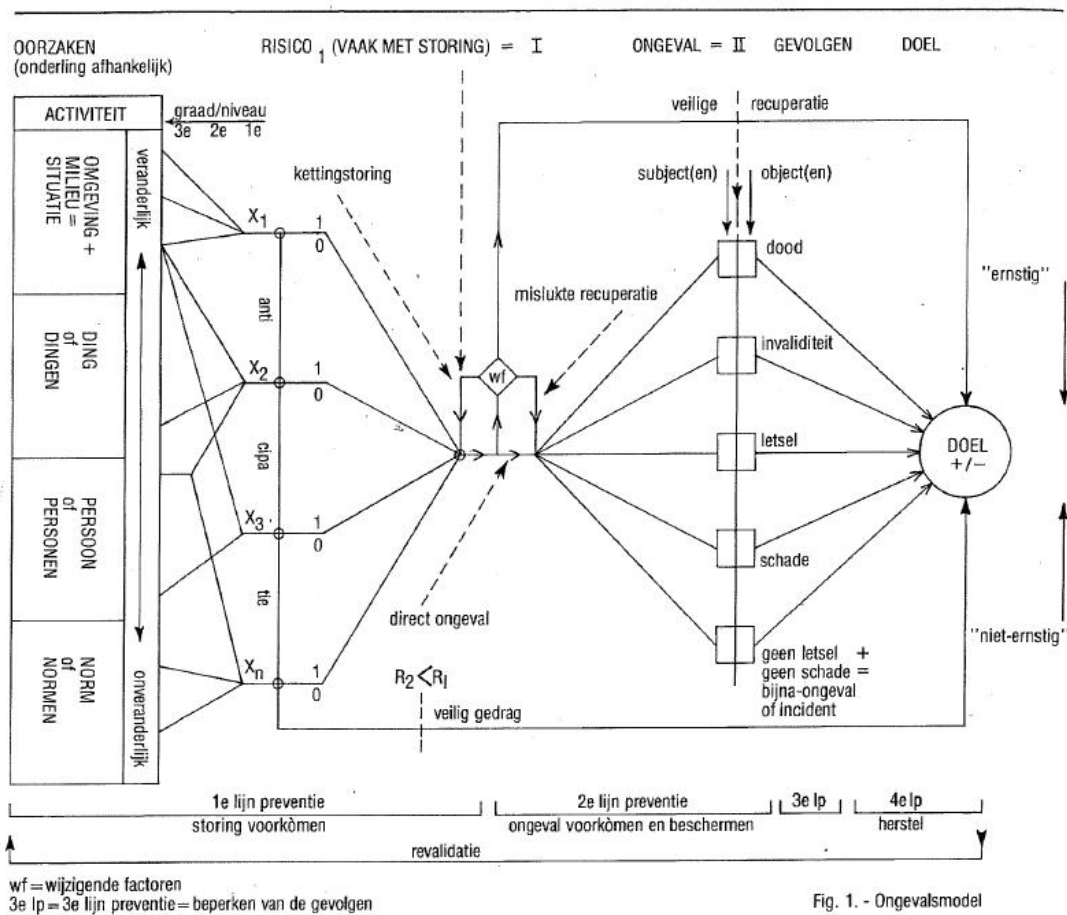 OORZAKEN
(onderling afhankelijk)
RISICO 1 (VAAK MET STORING) = I
ONGEVAL = II
GEVOLGEN
DOEL
ACTIVITEIT
graad/niveau
3e 2e 1e
OMGEVING +
MILIEU =
SITUATIE
DING
of
DINGEN
PERSOON
of
PERSONEN
NORM
of
NORMEN
veranderlijk
onveranderlijk
X1
1
0
anti
X2
1
0
cipa
X3
1
0
tie
Xn
1
0
kettingstoring
wf
mislukte recuperatie
direct ongeval
R2 < R1
veilig gedrag
veilige
recuperatie
subject(en)
object(en)
dood
invaliditeit
letsel
schade
geen letsel +
geen schade =
bijna-ongeval
of incident
DOEL
+/−
"ernstig"
"niet-ernstig"
1e lijn preventie
storing voorkòmen
2e lijn preventie
ongeval voorkòmen en beschermen
3e lp
4e lp
herstel
revalidatie
wf = wijzigende factoren
3e lp = 3e lijn preventie = beperken van de gevolgen
Fig. 1. - Ongevalsmodel